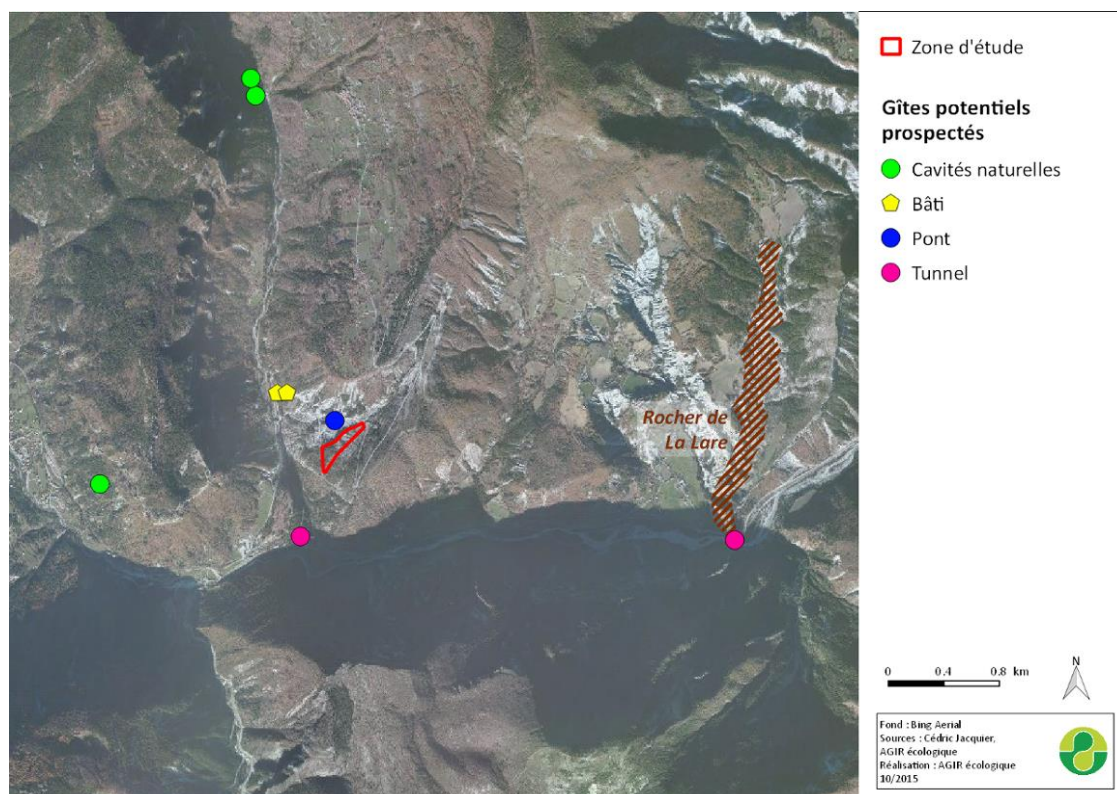 Zone d'étude
Gîtes potentiels
prospectés
Cavités naturelles
Bâti
Pont
Tunnel
Rocher de
La Lare
0 0.4 0.8 km
N
Fond : Bing Aerial
Sources : Cédric Jacquier,
AGIR écologique
Réalisation : AGIR écologique
10/2015